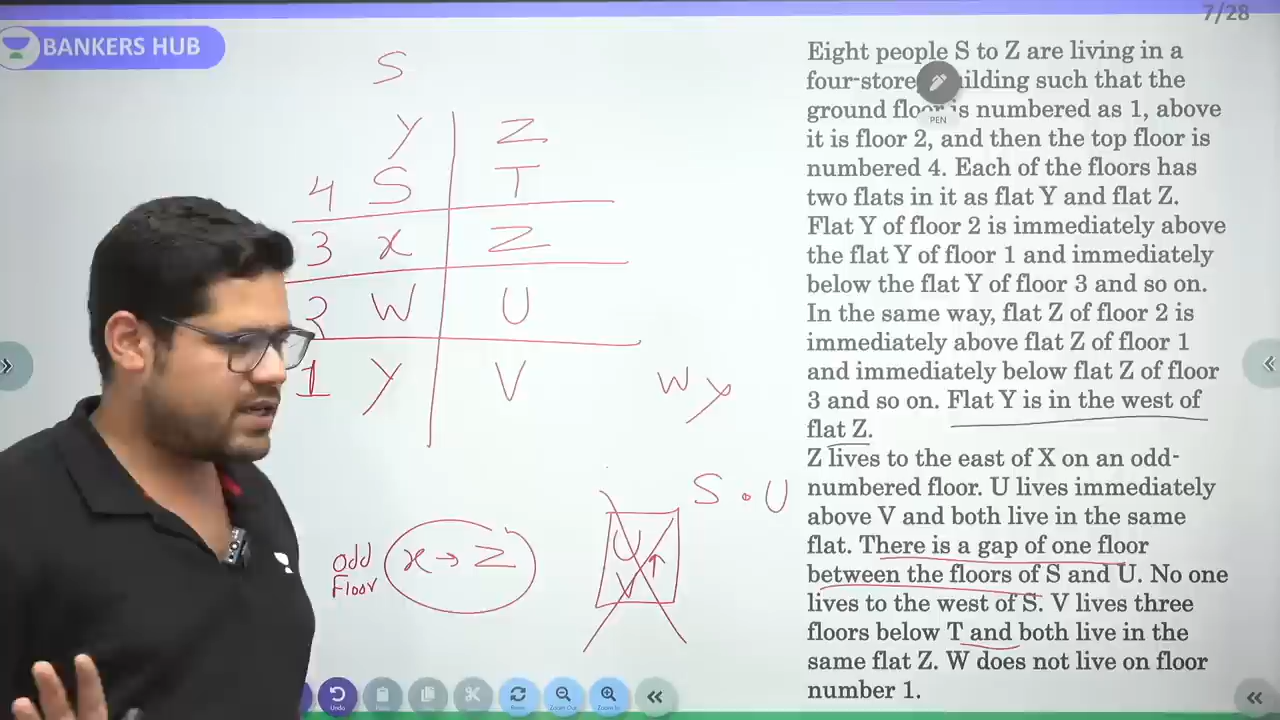 7/28
BANKERS HUB
S
Y Z
4 S T
3 x Z
2 W U
1 Y V
W Y
S . U
Odd Floor x → Z
U
V
Eight people S to Z are living in a
four-store ilding such that the
PEN
ground floor is numbered as 1, above
it is floor 2, and then the top floor is
numbered 4. Each of the floors has
two flats in it as flat Y and flat Z.
Flat Y of floor 2 is immediately above
the flat Y of floor 1 and immediately
below the flat Y of floor 3 and so on.
In the same way, flat Z of floor 2 is
immediately above flat Z of floor 1
and immediately below flat Z of floor
3 and so on. Flat Y is in the west of
flat Z.
Z lives to the east of X on an odd-
numbered floor. U lives immediately
above V and both live in the same
flat. There is a gap of one floor
between the floors of S and U. No one
lives to the west of S. V lives three
floors below T and both live in the
same flat Z. W does not live on floor
number 1.
Undo
Zoom Out
Zoom In